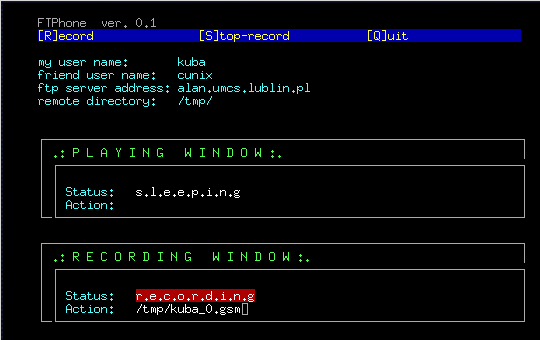 FTPhone ver. 0.1
[R]ecord [S]top-record [Q]uit
my user name: kuba
friend user name: cunix
ftp server address: alan.umcs.lublin.pl
remote directory: /tmp/
.: P L A Y I N G W I N D O W :.
Status: s.l.e.e.p.i.n.g
Action:
.: R E C O R D I N G W I N D O W :.
Status: r.e.c.o.r.d.i.n.g
Action: /tmp/kuba_0.gsm